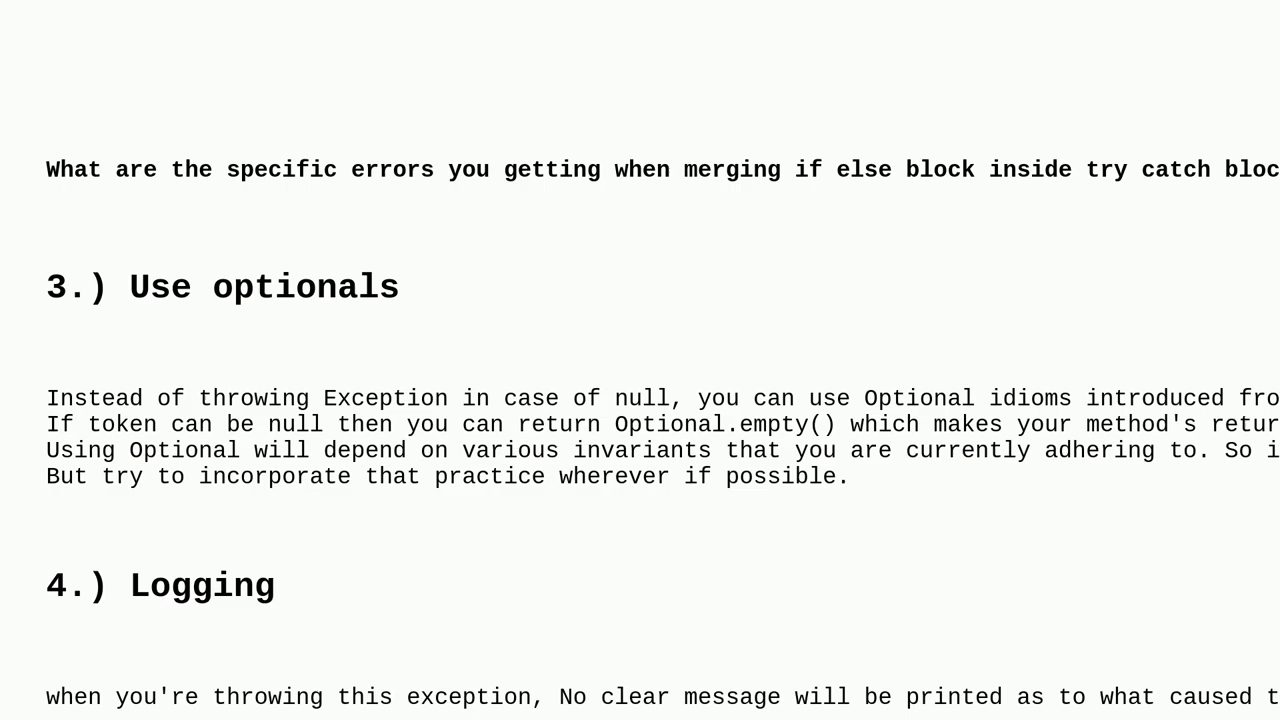 What are the specific errors you getting when merging if else block inside try catch
3.) Use optionals
Instead of throwing Exception in case of null, you can use Optional idioms introduced
If token can be null then you can return Optional.empty() which makes your method's
Using Optional will depend on various invariants that you are currently adhering to. So
But try to incorporate that practice wherever if possible.
4.) Logging
when you're throwing this exception, No clear message will be printed as to what caused